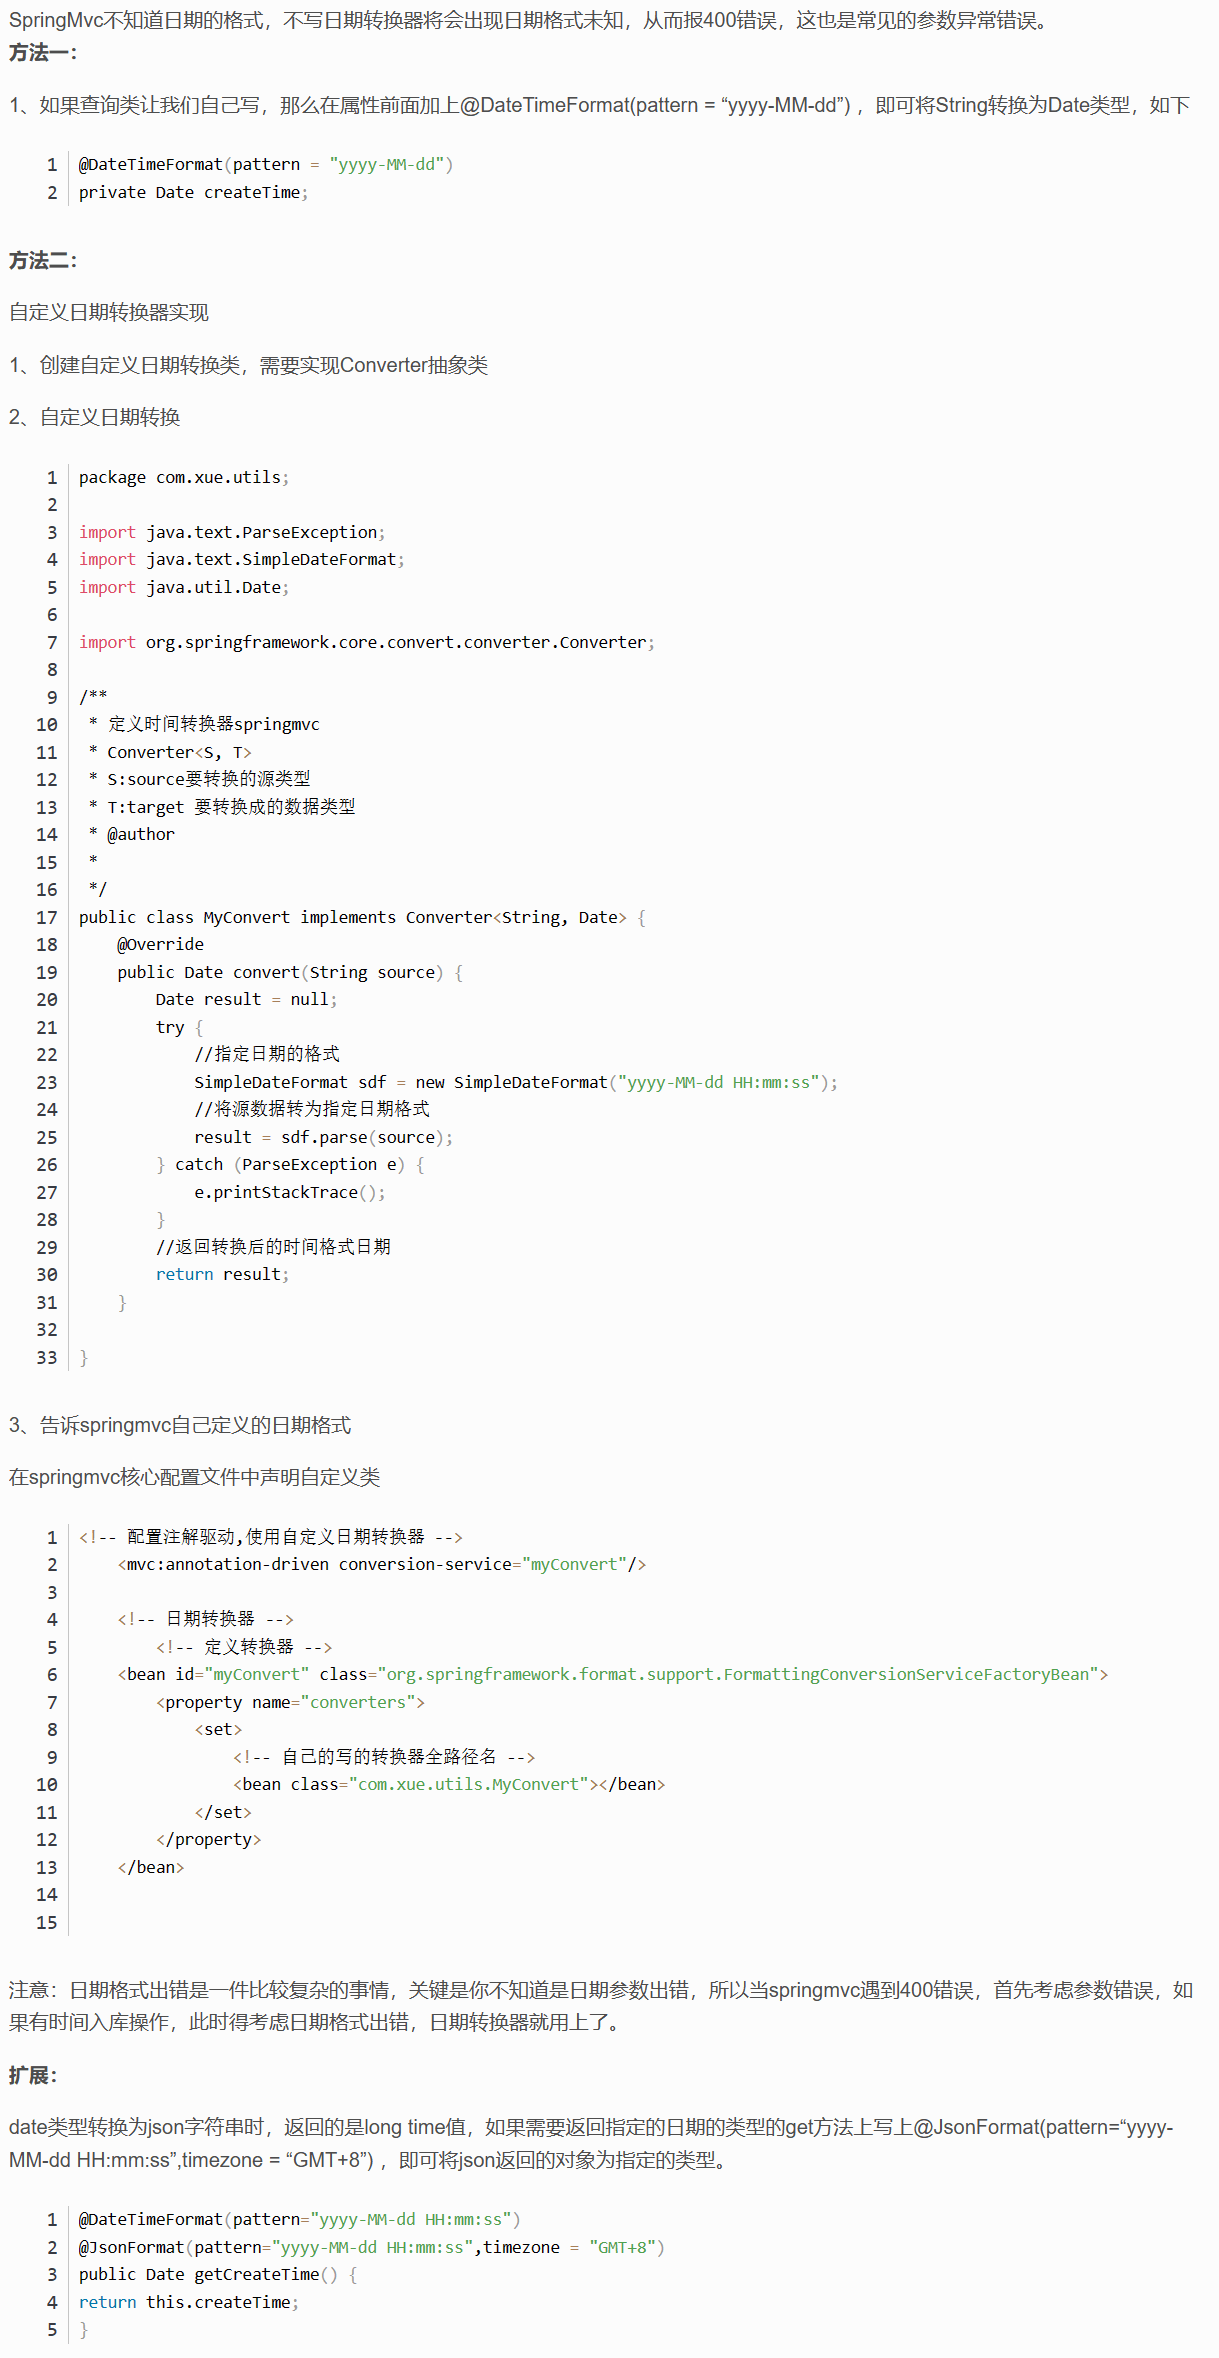 SpringMvc不知道日期的格式，不写日期转换器将会出现日期格式未知，从而报400错误，这也是常见的参数异常错误。
方法一：
1、如果查询类让我们自己写，那么在属性前面加上@DateTimeFormat(pattern = “yyyy-MM-dd”) ，即可将String转换为Date类型，如下
1 @DateTimeFormat(pattern = "yyyy-MM-dd")
2 private Date createTime;
方法二：
自定义日期转换器实现
1、创建自定义日期转换类，需要实现Converter抽象类
2、自定义日期转换
1 package com.xue.utils;
2
3 import java.text.ParseException;
4 import java.text.SimpleDateFormat;
5 import java.util.Date;
6
7 import org.springframework.core.convert.converter.Converter;
8
9 /**
10  * 定义时间转换器springmvc
11  * Converter<S, T>
12  * S:source要转换的源类型
13  * T:target 要转换成的数据类型
14  * @author
15  *
16  */
17 public class MyConvert implements Converter<String, Date> {
18     @Override
19     public Date convert(String source) {
20         Date result = null;
21         try {
22             //指定日期的格式
23             SimpleDateFormat sdf = new SimpleDateFormat("yyyy-MM-dd HH:mm:ss");
24             //将源数据转为指定日期格式
25             result = sdf.parse(source);
26         } catch (ParseException e) {
27             e.printStackTrace();
28         }
29         //返回转换后的时间格式日期
30         return result;
31     }
32
33 }
3、告诉springmvc自己定义的日期格式
在springmvc核心配置文件中声明自定义类
1 <!-- 配置注解驱动,使用自定义日期转换器 -->
2     <mvc:annotation-driven conversion-service="myConvert"/>
3
4     <!-- 日期转换器 -->
5         <!-- 定义转换器 -->
6     <bean id="myConvert" class="org.springframework.format.support.FormattingConversionServiceFactoryBean">
7         <property name="converters">
8             <set>
9                 <!-- 自己的写的转换器全路径名 -->
10                 <bean class="com.xue.utils.MyConvert"></bean>
11             </set>
12         </property>
13     </bean>
14
15
注意：日期格式出错是一件比较复杂的事情，关键是你不知道是日期参数出错，所以当springmvc遇到400错误，首先考虑参数错误，如
果有时间入库操作，此时得考虑日期格式出错，日期转换器就用上了。
扩展：
date类型转换为json字符串时，返回的是long time值，如果需要返回指定的日期的类型的get方法上写上@JsonFormat(pattern=“yyyy-
MM-dd HH:mm:ss”,timezone = “GMT+8”) ，即可将json返回的对象为指定的类型。
1 @DateTimeFormat(pattern="yyyy-MM-dd HH:mm:ss")
2 @JsonFormat(pattern="yyyy-MM-dd HH:mm:ss",timezone = "GMT+8")
3 public Date getCreateTime() {
4 return this.createTime;
5 }